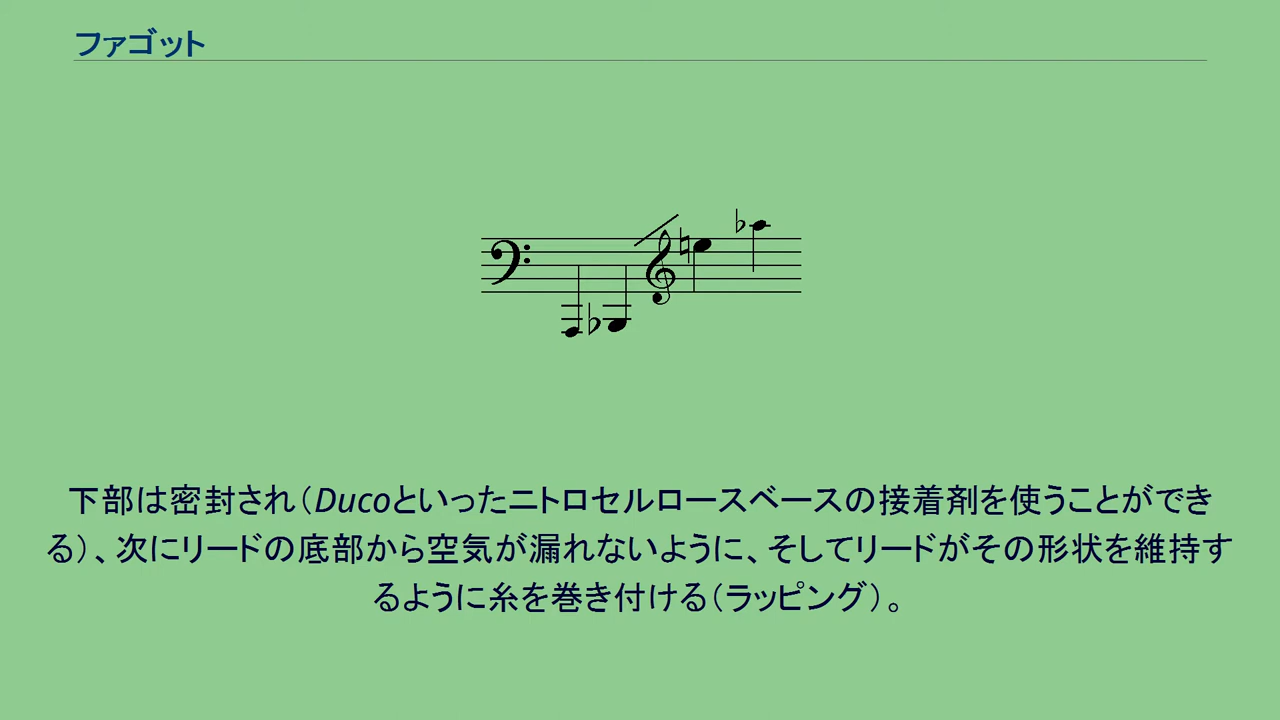 ファゴット
下部は密封され（Ducoといったニトロセルロースベースの接着剤を使うことができ
る）、次にリードの底部から空気が漏れないように、そしてリードがその形状を維持す
るように糸を巻き付ける（ラッピング）。